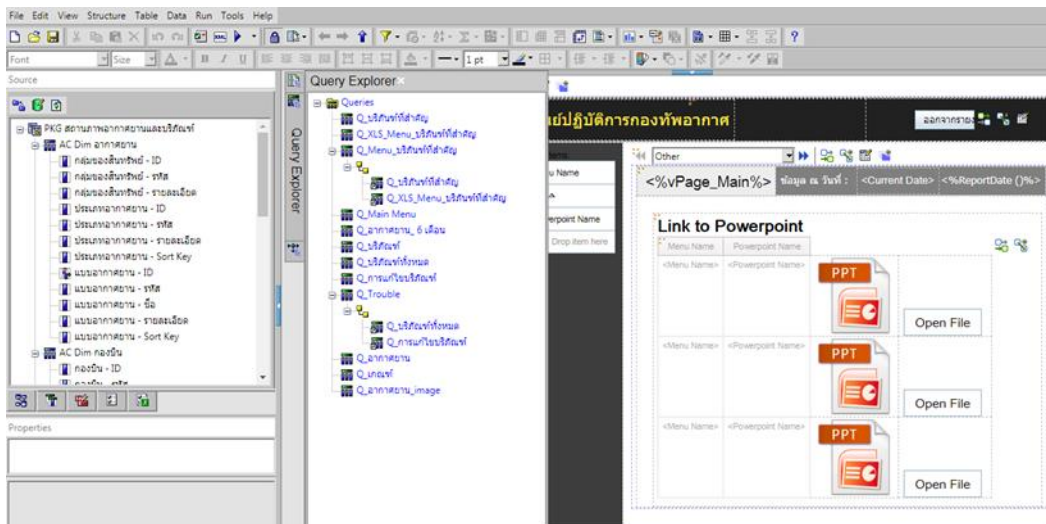 File Edit View Structure Table Data Run Tools Help
Font Size 1 pt
Source
Query Explorer
Query Explorer
PKG สถานภาพอากาศยานและบริภัณฑ์
AC Dim อากาศยาน
กลุ่มของสินทรัพย์ - ID
กลุ่มของสินทรัพย์ - รหัส
กลุ่มของสินทรัพย์ - รายละเอียด
ประเภทอากาศยาน - ID
ประเภทอากาศยาน - รหัส
ประเภทอากาศยาน - รายละเอียด
ประเภทอากาศยาน - Sort Key
แบบอากาศยาน - ID
แบบอากาศยาน - รหัส
แบบอากาศยาน - ชื่อ
แบบอากาศยาน - รายละเอียด
แบบอากาศยาน - Sort Key
AC Dim กองบิน
กองบิน - ID
กองบิน - รหัส
Properties
Queries
Q_บริภัณฑ์ที่สำคัญ
Q_XLS_Menu_บริภัณฑ์ที่สำคัญ
Q_Menu_บริภัณฑ์ที่สำคัญ
Q_บริภัณฑ์ที่สำคัญ
Q_XLS_Menu_บริภัณฑ์ที่สำคัญ
Q_Main Menu
Q_อากาศยาน_ 6 เดือน
Q_บริภัณฑ์
Q_บริภัณฑ์ทั้งหมด
Q_การแก้ไขบริภัณฑ์
Q_Trouble
Q_บริภัณฑ์ทั้งหมด
Q_การแก้ไขบริภัณฑ์
Q_อากาศยาน
Q_เกณฑ์
Q_อากาศยาน_image
ย์ปฏิบัติการกองทัพอากาศ
ออกจากราย
Name
erpoint Name
Drop item here
Other
<%vPage_Main%> ข้อมูล ณ วันที่ : <Current Date> <%ReportDate ()%>
Link to Powerpoint
Menu Name Powerpoint Name
<Menu Name> <Powerpoint Name> PPT Open File
<Menu Name> <Powerpoint Name> PPT Open File
<Menu Name> <Powerpoint Name> PPT Open File